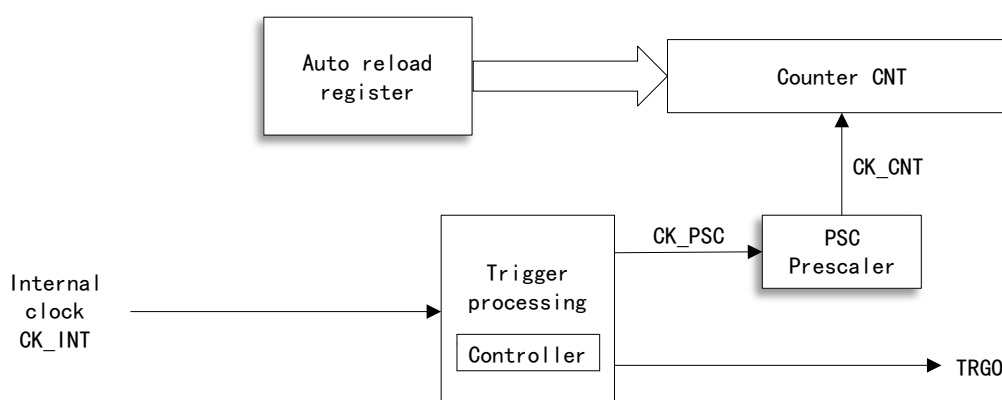 Auto reload
register
Counter CNT
CK_CNT
CK_PSC
PSC
Prescaler
Trigger
processing
Controller
Internal
clock
CK_INT
TRGO